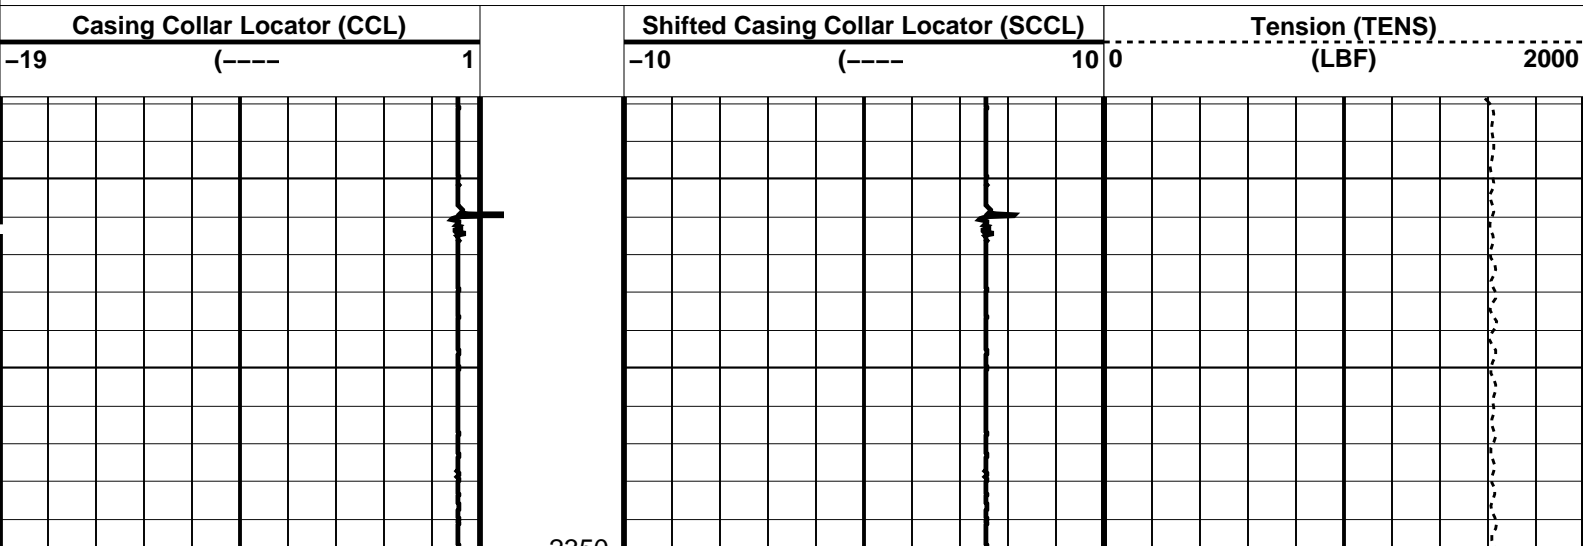 Casing Collar Locator (CCL)
−19 (−−−− 1
Shifted Casing Collar Locator (SCCL)
−10 (−−−− 10
Tension (TENS)
0 (LBF) 2000